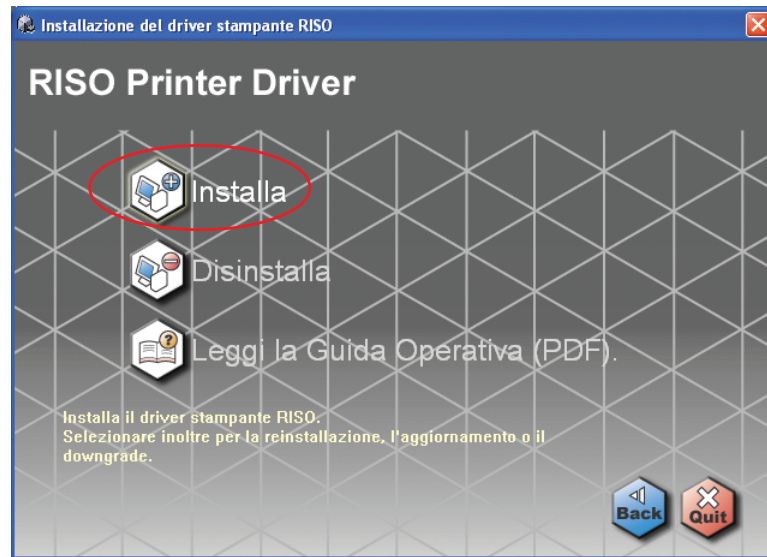 Installazione del driver stampante RISO
RISO Printer Driver
Installa
Disinstalla
?
Leggi la Guida Operativa (PDF).
Installa il driver stampante RISO.
Selezionare inoltre per la reinstallazione, l'aggiornamento o il
downgrade.
Back
Quit